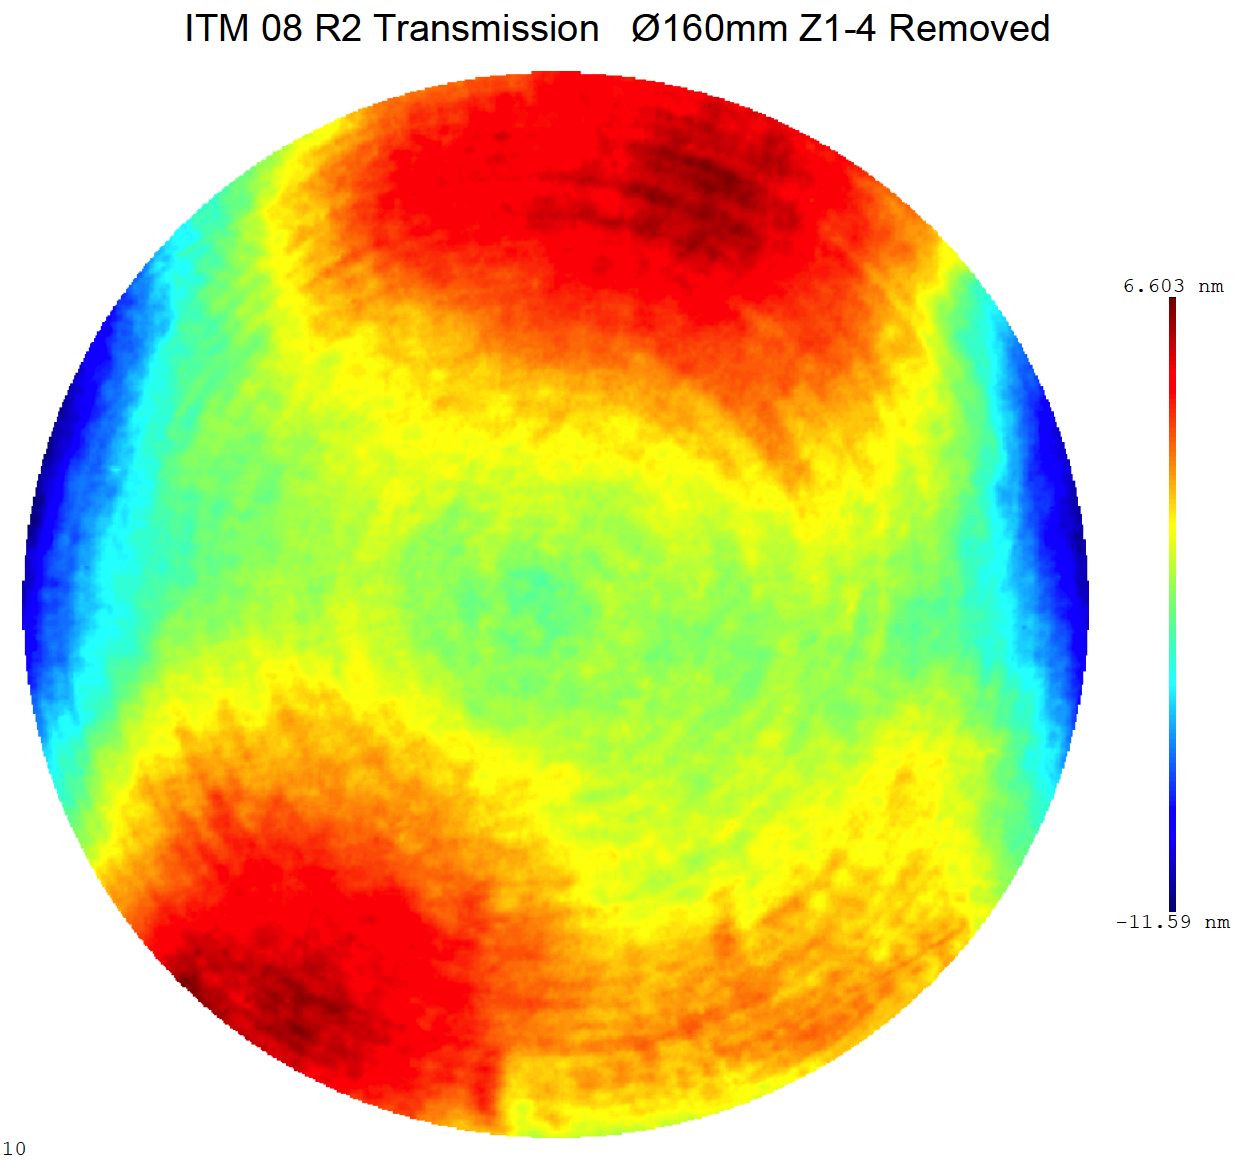 ITM 08 R2 Transmission   Ø160mm Z1-4 Removed
6.603 nm
-11.59 nm
10